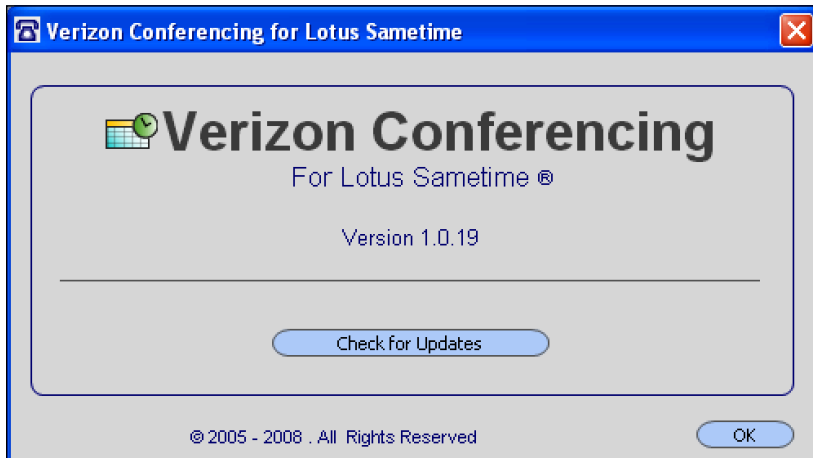 Verizon Conferencing for Lotus Sametime
Verizon Conferencing
For Lotus Sametime ®
Version 1.0.19
Check for Updates
© 2005 - 2008 . All Rights Reserved
OK